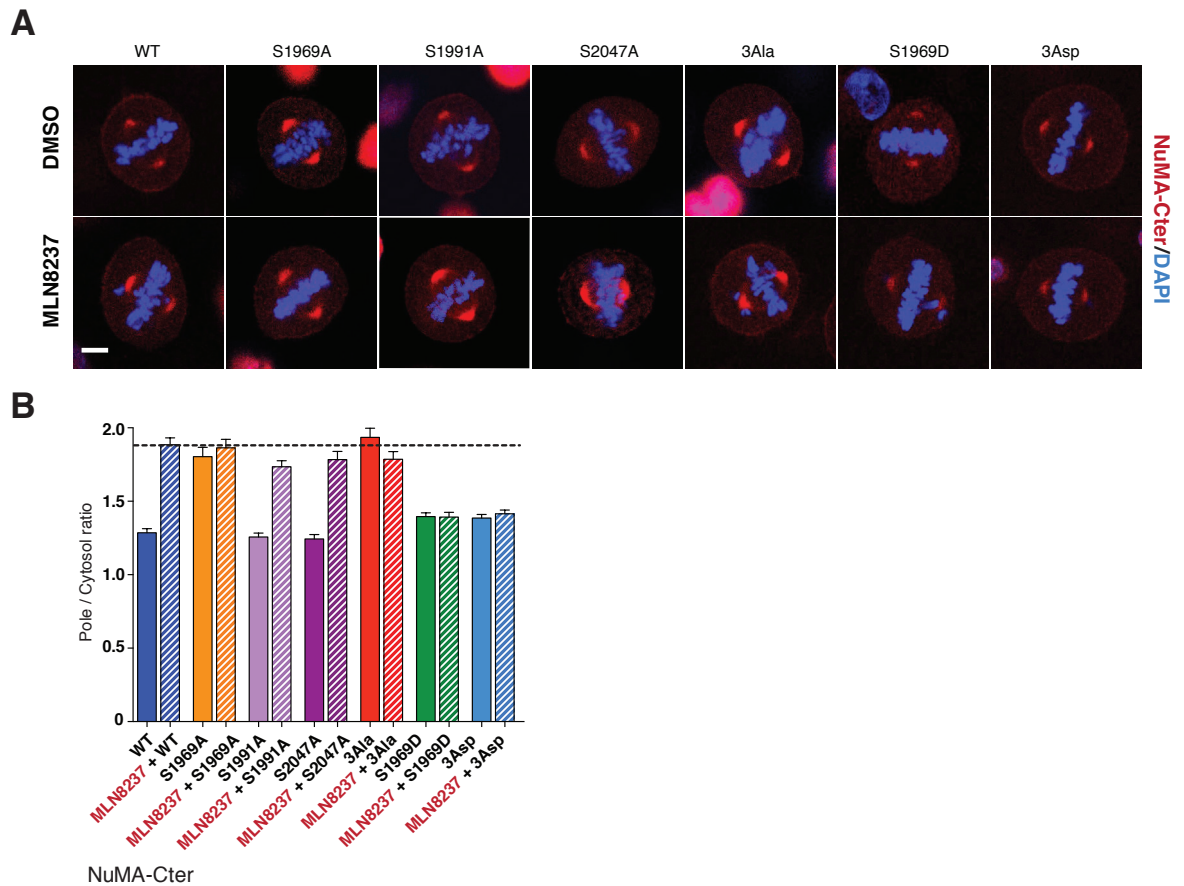 A
WT S1969A S1991A S2047A 3Ala S1969D 3Asp
DMSO
MLN8237
NuMA-Cter/DAPI
B
Pole / Cytosol ratio
2.0
1.5
1.0
0.5
0
WT
MLN8237 + WT
S1969A
MLN8237 + S1969A
S1991A
MLN8237 + S1991A
S2047A
MLN8237 + S2047A
3Ala
MLN8237 + 3Ala
S1969D
MLN8237 + S1969D
3Asp
MLN8237 + 3Asp
NuMA-Cter